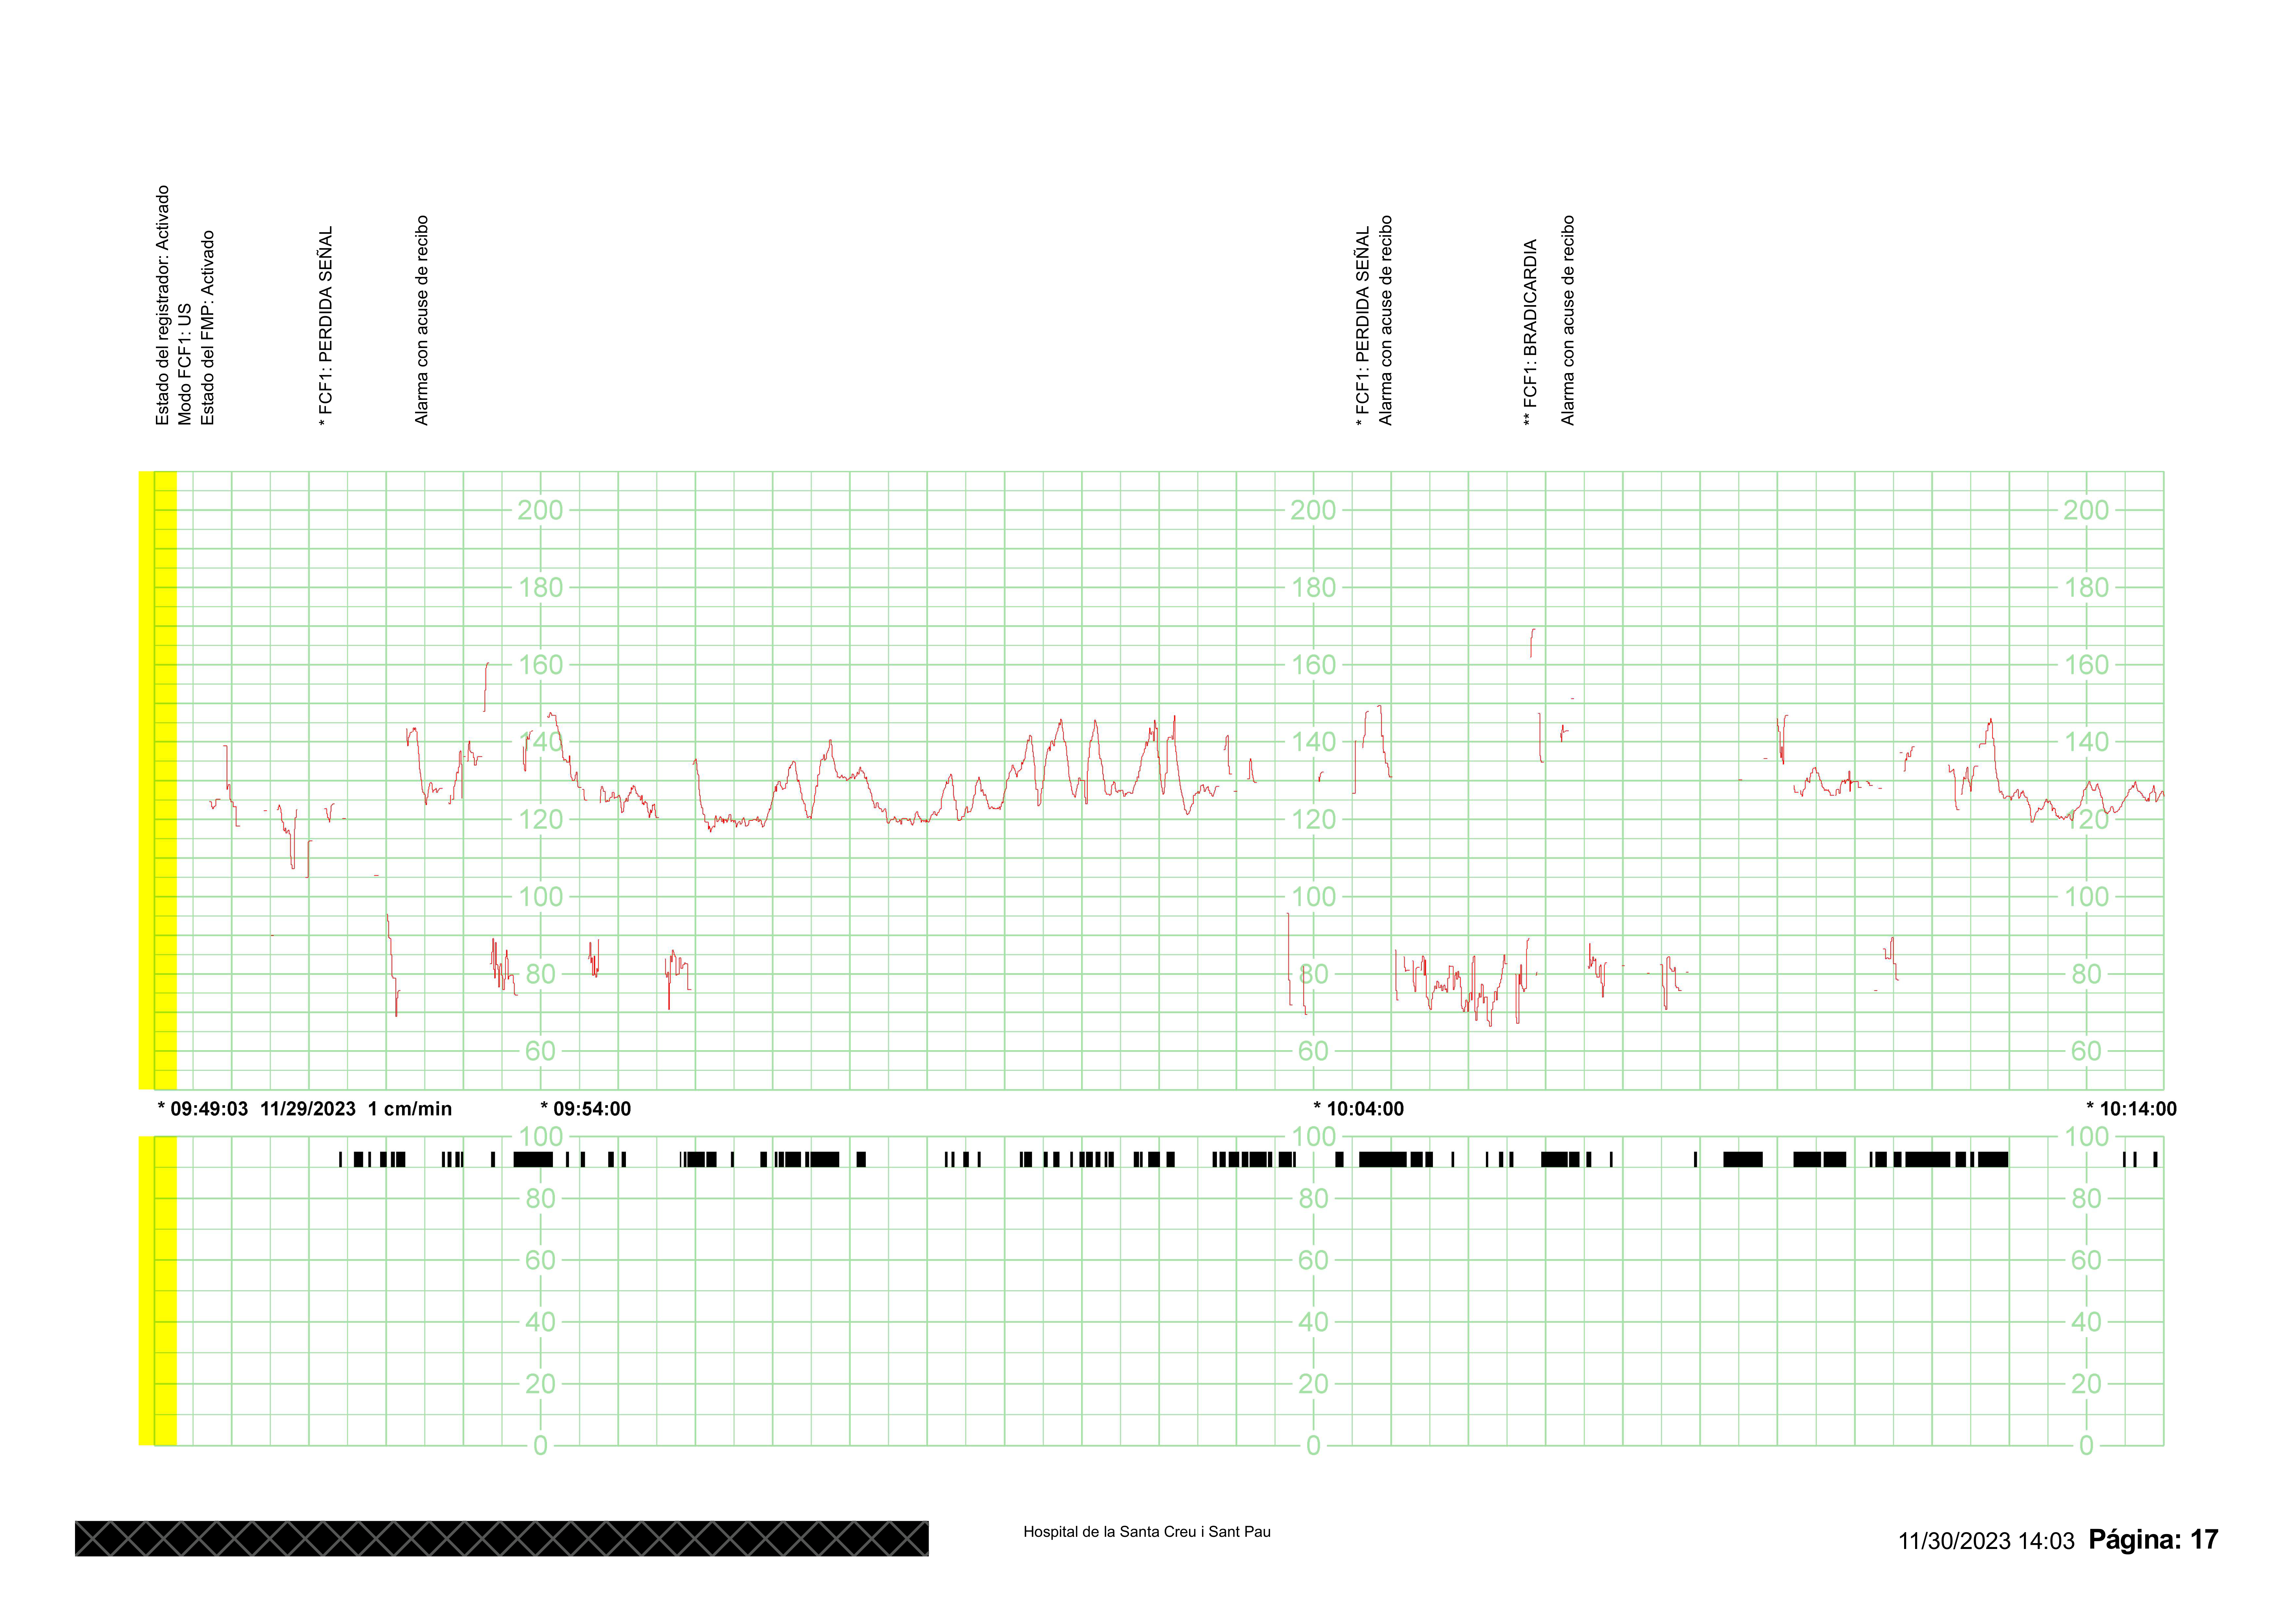 Estado del registrador: Activado
Modo FCF1: US
Estado del FMP: Activado
* FCF1: PERDIDA SEÑAL
Alarma con acuse de recibo
* FCF1: PERDIDA SEÑAL
Alarma con acuse de recibo
** FCF1: BRADICARDIA
Alarma con acuse de recibo
200 200 200
180 180 180
160 160 160
140 140 140
120 120 120
100 100 100
80 80 80
60 60 60
* 09:49:03 11/29/2023 1 cm/min * 09:54:00 * 10:04:00 * 10:14:00
100 100 100
80 80 80
60 60 60
40 40 40
20 20 20
0 0 0
Hospital de la Santa Creu i Sant Pau
11/30/2023 14:03 Página: 17